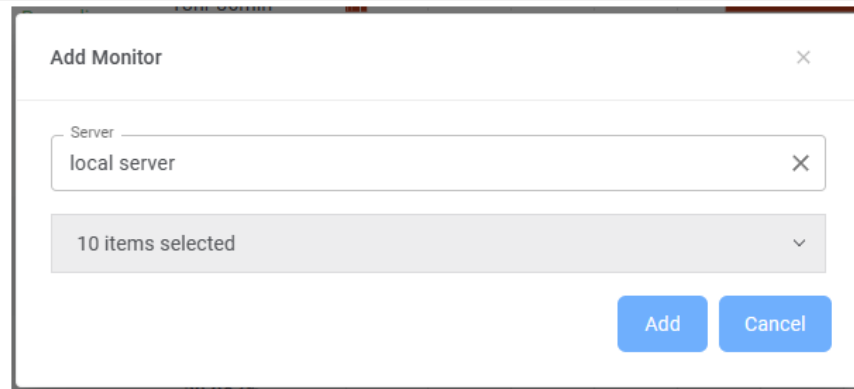 Add Monitor
Server
local server
10 items selected
Add
Cancel